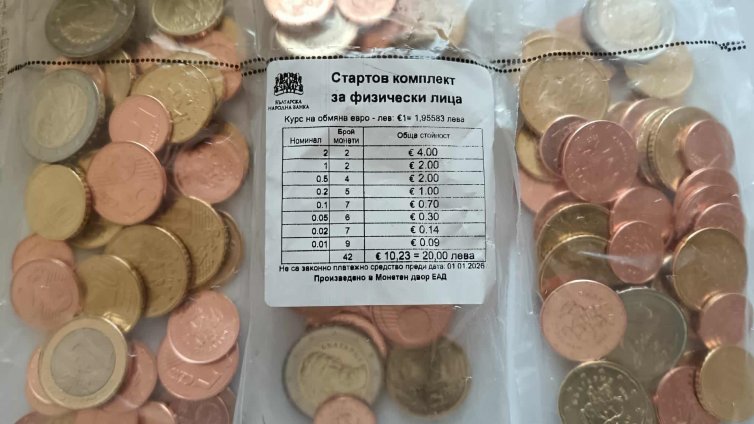 БЪЛГАРСКА
НАРОДНА БАНКА
Стартов комплект
за физически лица
Курс на обмяна евро - лев: €1= 1,95583 лева
Номинал Брой монети Обща стойност
2 2 € 4.00
1 2 € 2.00
0.5 4 € 2.00
0.2 5 € 1.00
0.1 7 € 0.70
0.05 6 € 0.30
0.02 7 € 0.14
0.01 9 € 0.09
42 € 10,23 = 20,00 лева
Не са законно платежно средство преди дата: 01.01.2026
Произведено в Монетен двор ЕАД